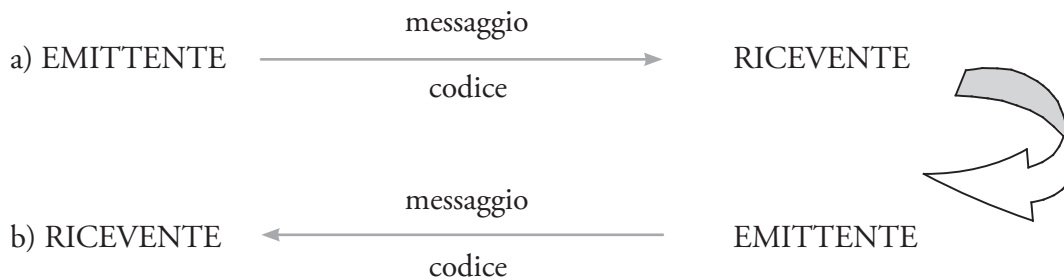 messaggio
a) EMITTENTE RICEVENTE
codice
messaggio
b) RICEVENTE EMITTENTE
codice